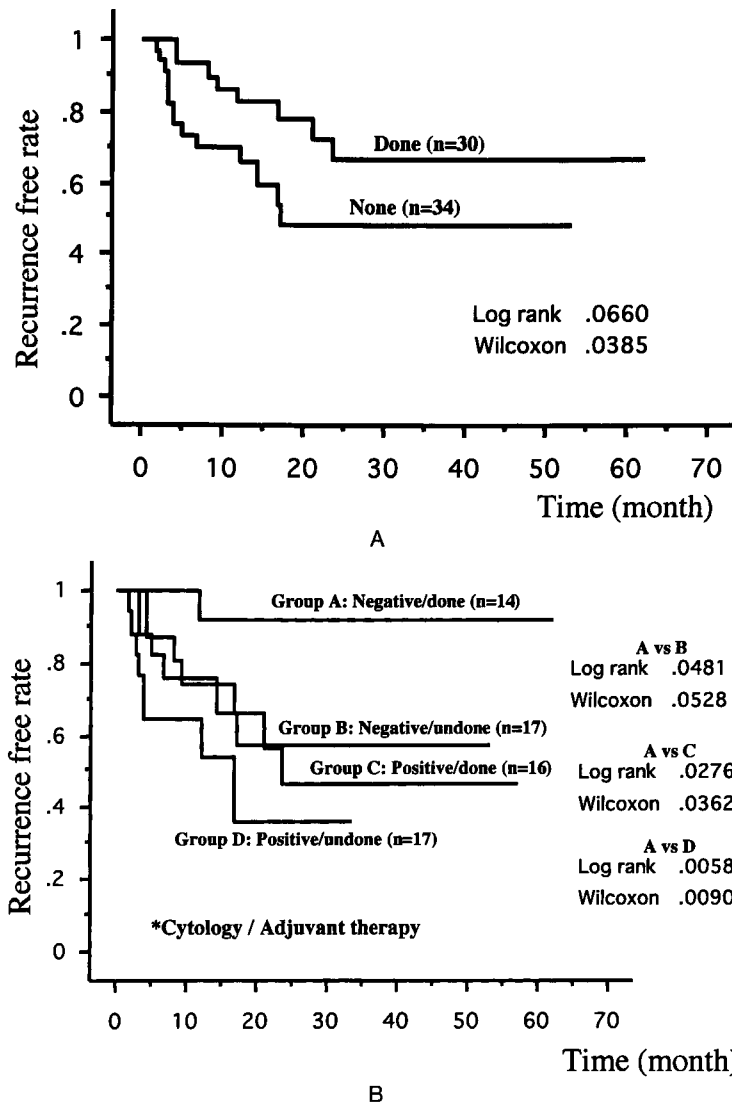 Recurrence free rate
1
.8
.6
4
.2
0
Done (n=30)
None (n=34)
Log rank .0660
Wilcoxon .0385
0 10 20 30 40 50 60 70
Time (month)
A
Recurrence free rate
1
.8
.6
.4
.2
0
Group A: Negative/done (n=14)
Group B: Negative/undone (n=17)
Group C: Positive/done (n=16)
Group D: Positive/undone (n=17)
*Cytology / Adjuvant therapy
A vs B
Log rank .0481
Wilcoxon .0528
A vs C
Log rank .0276
Wilcoxon .0362
A vs D
Log rank .0058
Wilcoxon .0090
0 10 20 30 40 50 60 70
Time (month)
B